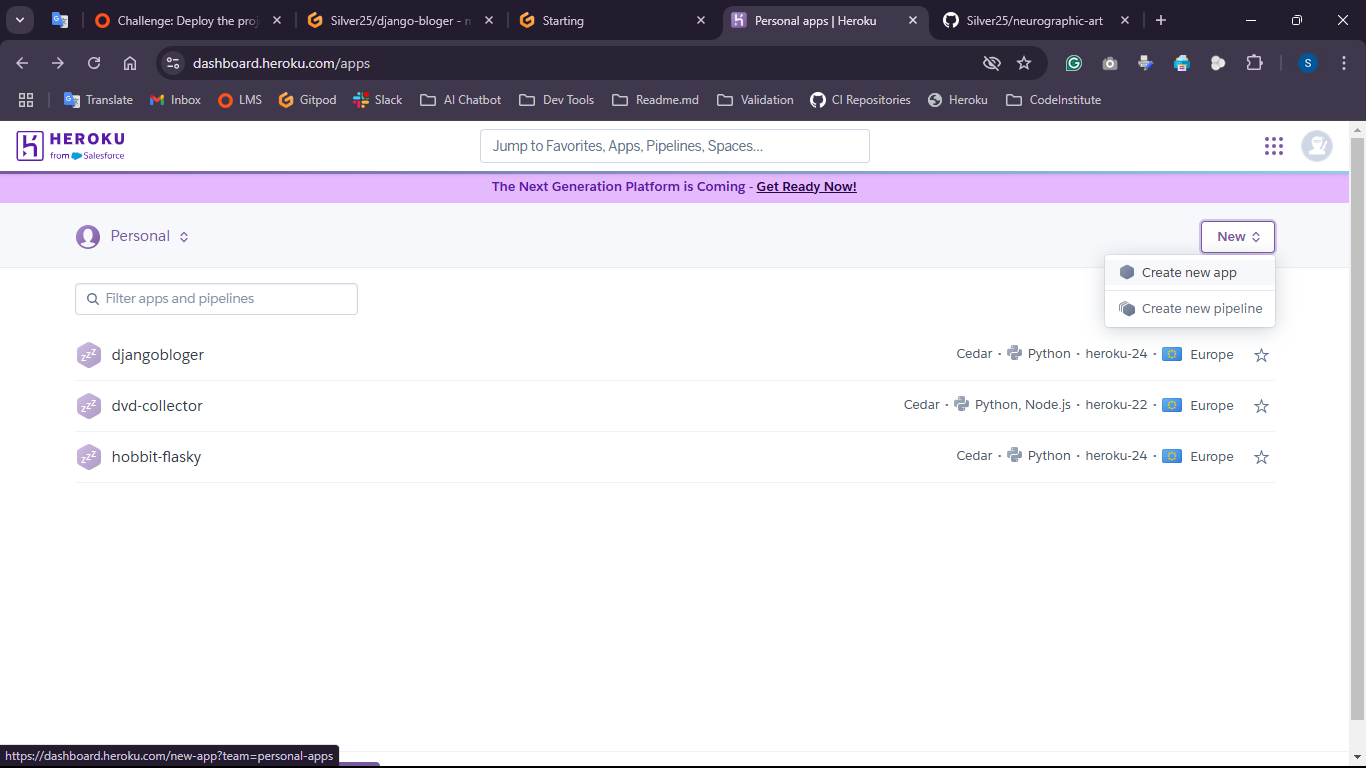 Challenge: Deploy the proj
Silver25/django-bloger - n
Starting
Personal apps | Heroku
Silver25/neurographic-art
dashboard.heroku.com/apps
S
Translate
Inbox
LMS
Gitpod
Slack
AI Chatbot
Dev Tools
Readme.md
Validation
CI Repositories
Heroku
CodeInstitute
HEROKU
from Salesforce
Jump to Favorites, Apps, Pipelines, Spaces...
The Next Generation Platform is Coming - Get Ready Now!
Personal
New
Create new app
Create new pipeline
Filter apps and pipelines
zzz djangobloger Cedar · Python · heroku-24 · Europe
zzz dvd-collector Cedar · Python, Node.js · heroku-22 · Europe
zzz hobbit-flasky Cedar · Python · heroku-24 · Europe
https://dashboard.heroku.com/new-app?team=personal-apps